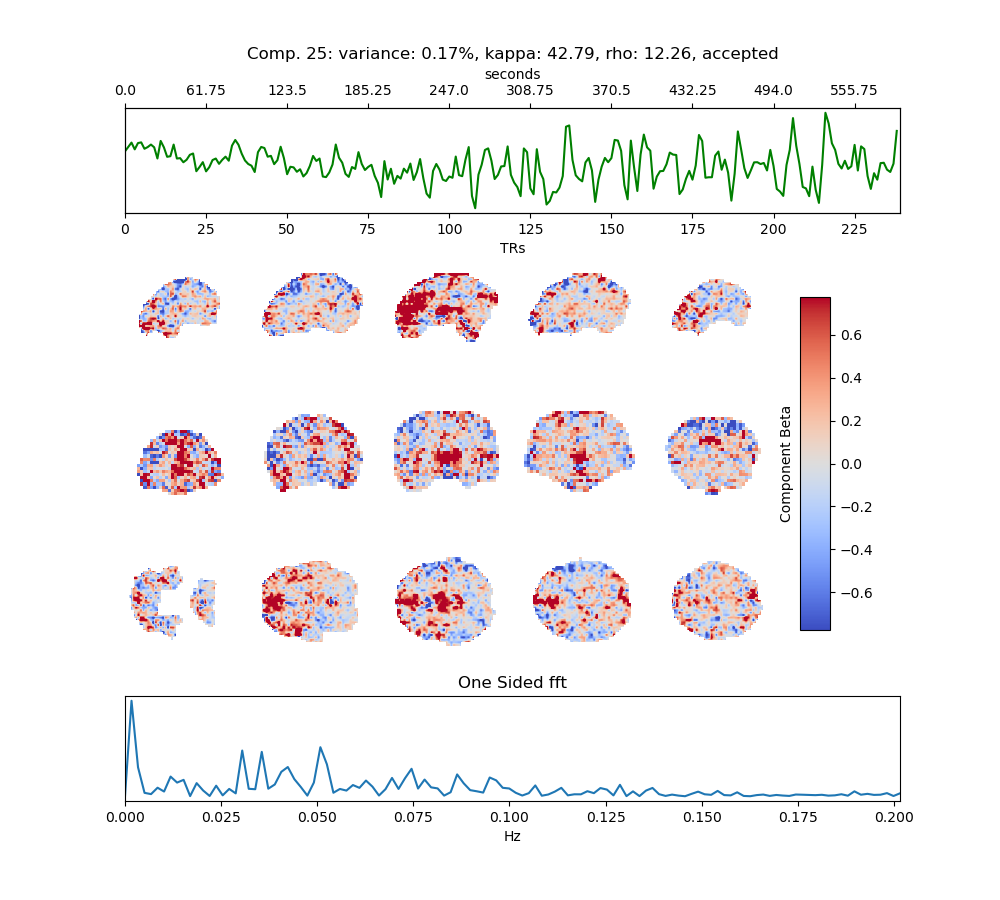 Comp. 25: variance: 0.17%, kappa: 42.79, rho: 12.26, accepted
seconds
0.0 61.75 123.5 185.25 247.0 308.75 370.5 432.25 494.0 555.75
0 25 50 75 100 125 150 175 200 225
TRs
0.6
0.4
0.2
0.0
−0.2
−0.4
−0.6
Component Beta
One Sided fft
0.000 0.025 0.050 0.075 0.100 0.125 0.150 0.175 0.200
Hz